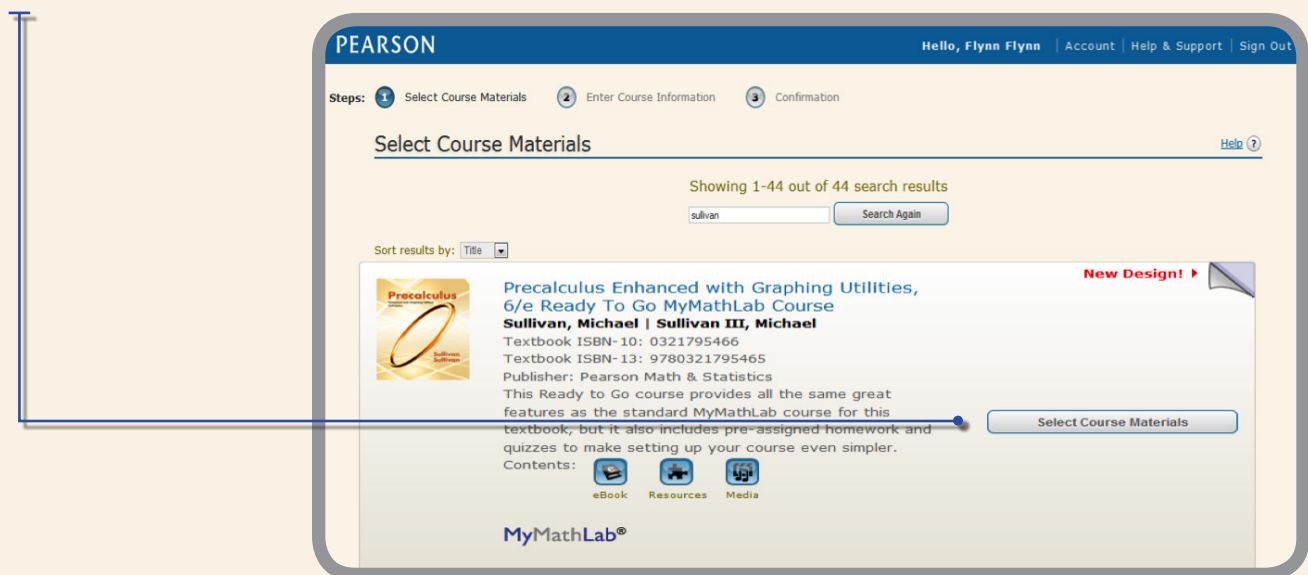 PEARSON
Hello, Flynn Flynn | Account | Help & Support | Sign Out
Steps: 1 Select Course Materials 2 Enter Course Information 3 Confirmation
Select Course Materials
Help ?
Showing 1-44 out of 44 search results
sullivan Search Again
Sort results by: Title
New Design!
Precalculus
Sullivan
Sullivan
Precalculus Enhanced with Graphing Utilities,
6/e Ready To Go MyMathLab Course
Sullivan, Michael | Sullivan III, Michael
Textbook ISBN-10: 0321795466
Textbook ISBN-13: 9780321795465
Publisher: Pearson Math & Statistics
This Ready to Go course provides all the same great
features as the standard MyMathLab course for this
textbook, but it also includes pre-assigned homework and
quizzes to make setting up your course even simpler.
Select Course Materials
Contents:
eBook Resources Media
MyMathLab®